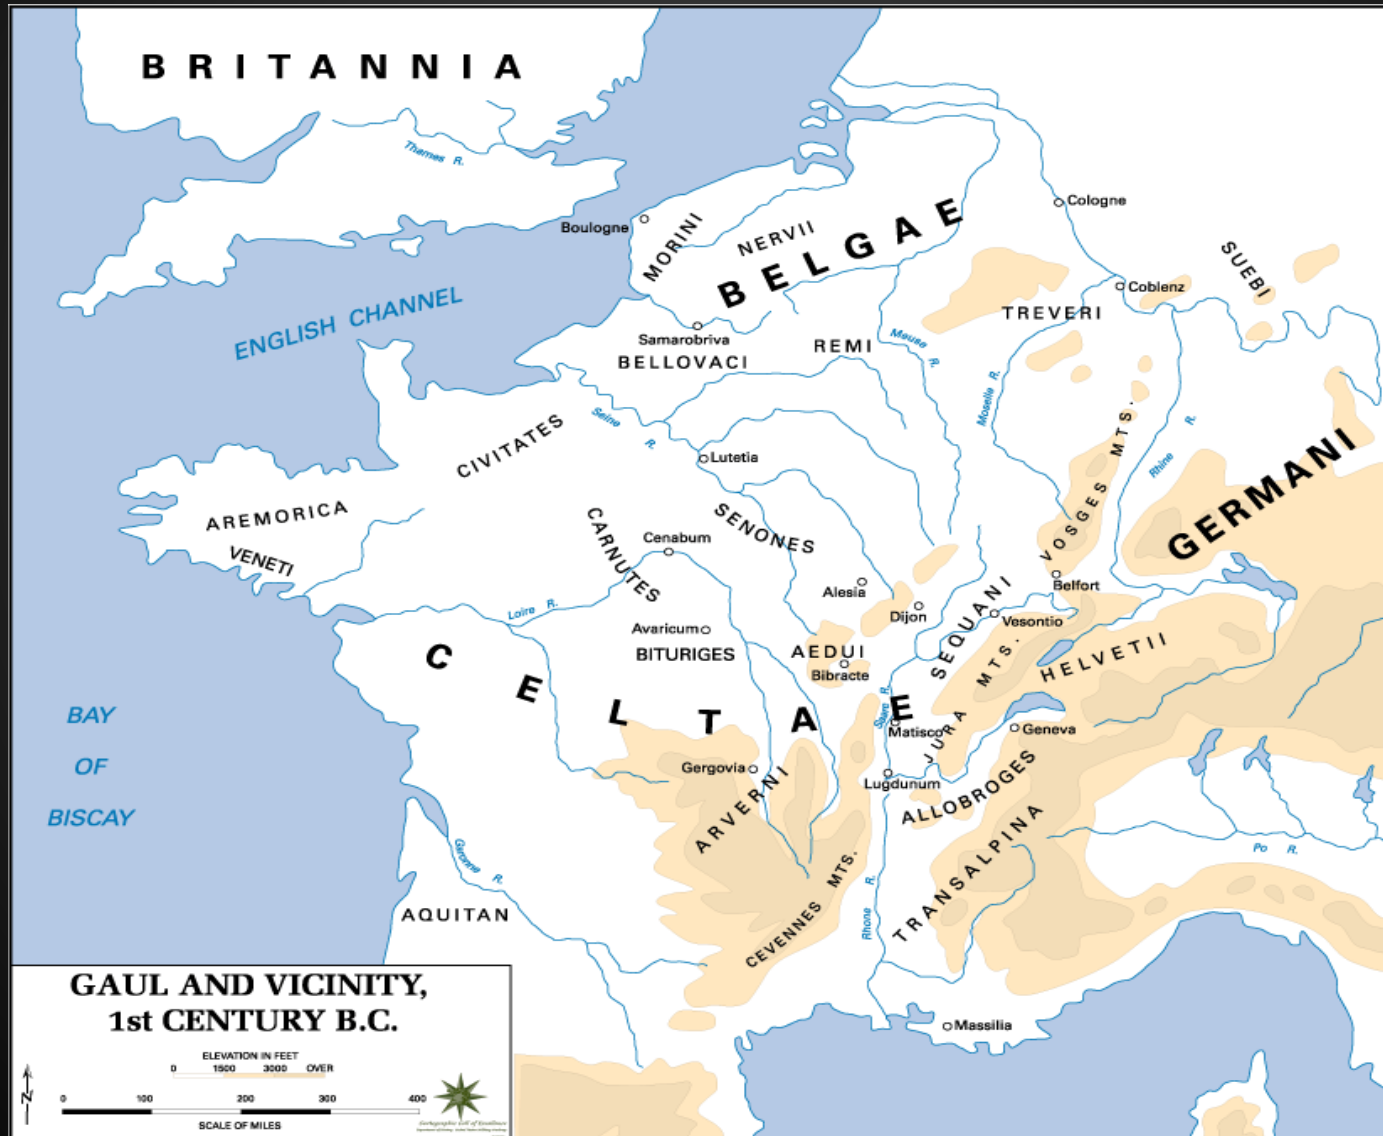 BRITANNIA
Thames R.
Cologne
Boulogne
MORINI
NERVII
BELGAE
SUEBI
Coblenz
ENGLISH CHANNEL
TREVERI
Samarobriva
BELLOVACI
REMI
Meuse R.
Moselle R.
Seine R.
CIVITATES
Lutetia
VOSGES MTS.
Rhine R.
GERMANI
AREMORICA
VENETI
CARNUTES
SENONES
Cenabum
Alesia
Belfort
Loire R.
Dijon
SEQUANI
Vesontio
Avaricum
BITURIGES
AEDUI
Bibracte
HELVETII
CELTAE
JURA MTS.
Matisco
Geneva
BAY
OF
BISCAY
Gergovia
ARVERNI
Lugdunum
ALLOBROGES
TRANSALPINA
Po R.
Garonne R.
CEVENNES MTS.
Rhone R.
AQUITAN
Massilia
GAUL AND VICINITY,
1st CENTURY B.C.
ELEVATION IN FEET
0 1500 3000 OVER
N
0 100 200 300 400
SCALE OF MILES